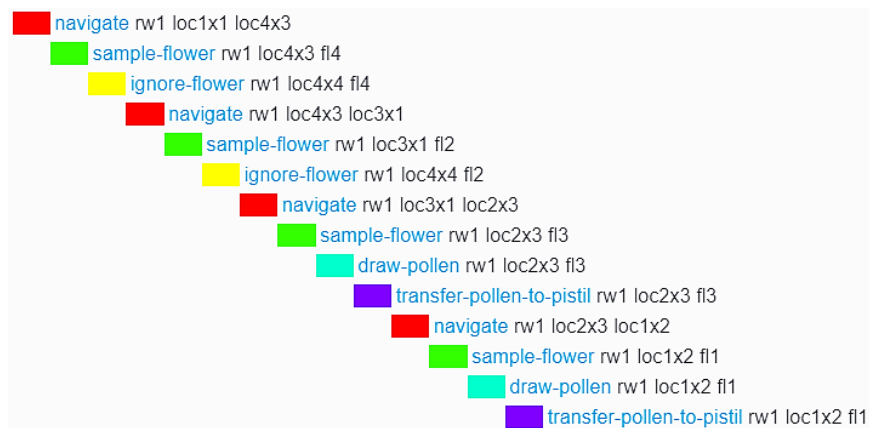 navigate rw1 loc1x1 loc4x3
sample-flower rw1 loc4x3 fl4
ignore-flower rw1 loc4x4 fl4
navigate rw1 loc4x3 loc3x1
sample-flower rw1 loc3x1 fl2
ignore-flower rw1 loc4x4 fl2
navigate rw1 loc3x1 loc2x3
sample-flower rw1 loc2x3 fl3
draw-pollen rw1 loc2x3 fl3
transfer-pollen-to-pistil rw1 loc2x3 fl3
navigate rw1 loc2x3 loc1x2
sample-flower rw1 loc1x2 fl1
draw-pollen rw1 loc1x2 fl1
transfer-pollen-to-pistil rw1 loc1x2 fl1